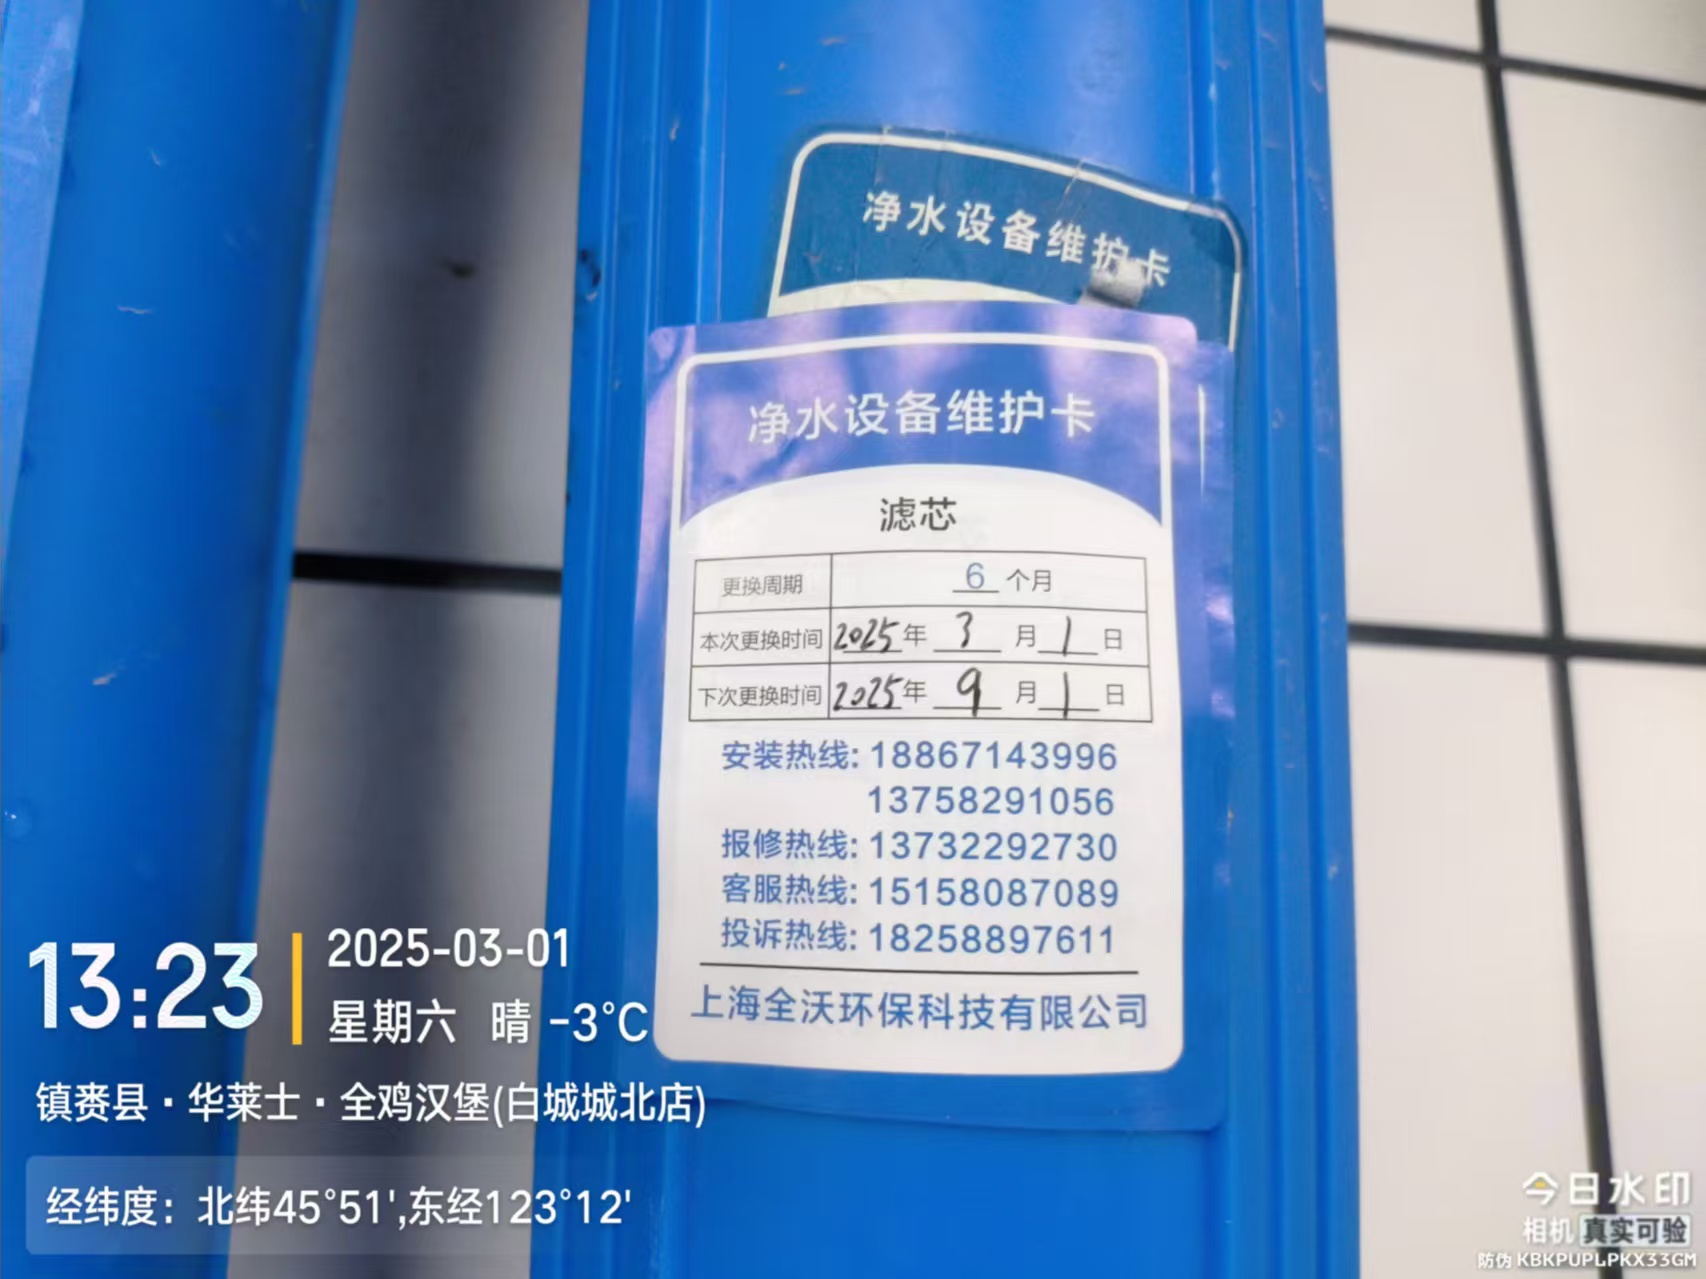 净水设备维护卡
净水设备维护卡
滤芯
更换周期 6 个月
本次更换时间 2025年 3 月 1 日
下次更换时间 2025年 9 月 1 日
安装热线: 18867143996
13758291056
报修热线: 13732292730
客服热线: 15158087089
投诉热线: 18258897611
上海全沃环保科技有限公司
13:23
2025-03-01
星期六 晴 -3°C
镇赉县·华莱士·全鸡汉堡(白城城北店)
经纬度: 北纬45°51',东经123°12'
今日水印
相机 真实可验
防伪 KBKPUPLPKX33GM